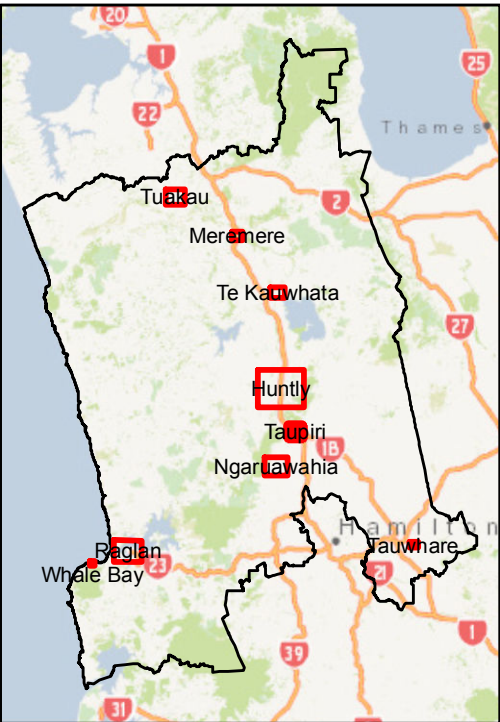 20
1
25
22
Thames
Tuakau
2
Meremere
Te Kauwhata
27
Huntly
Taupiri
1B
Ngaruawahia
Hamilton
Tauwhare
Raglan
23
Whale Bay
21
1
39
31